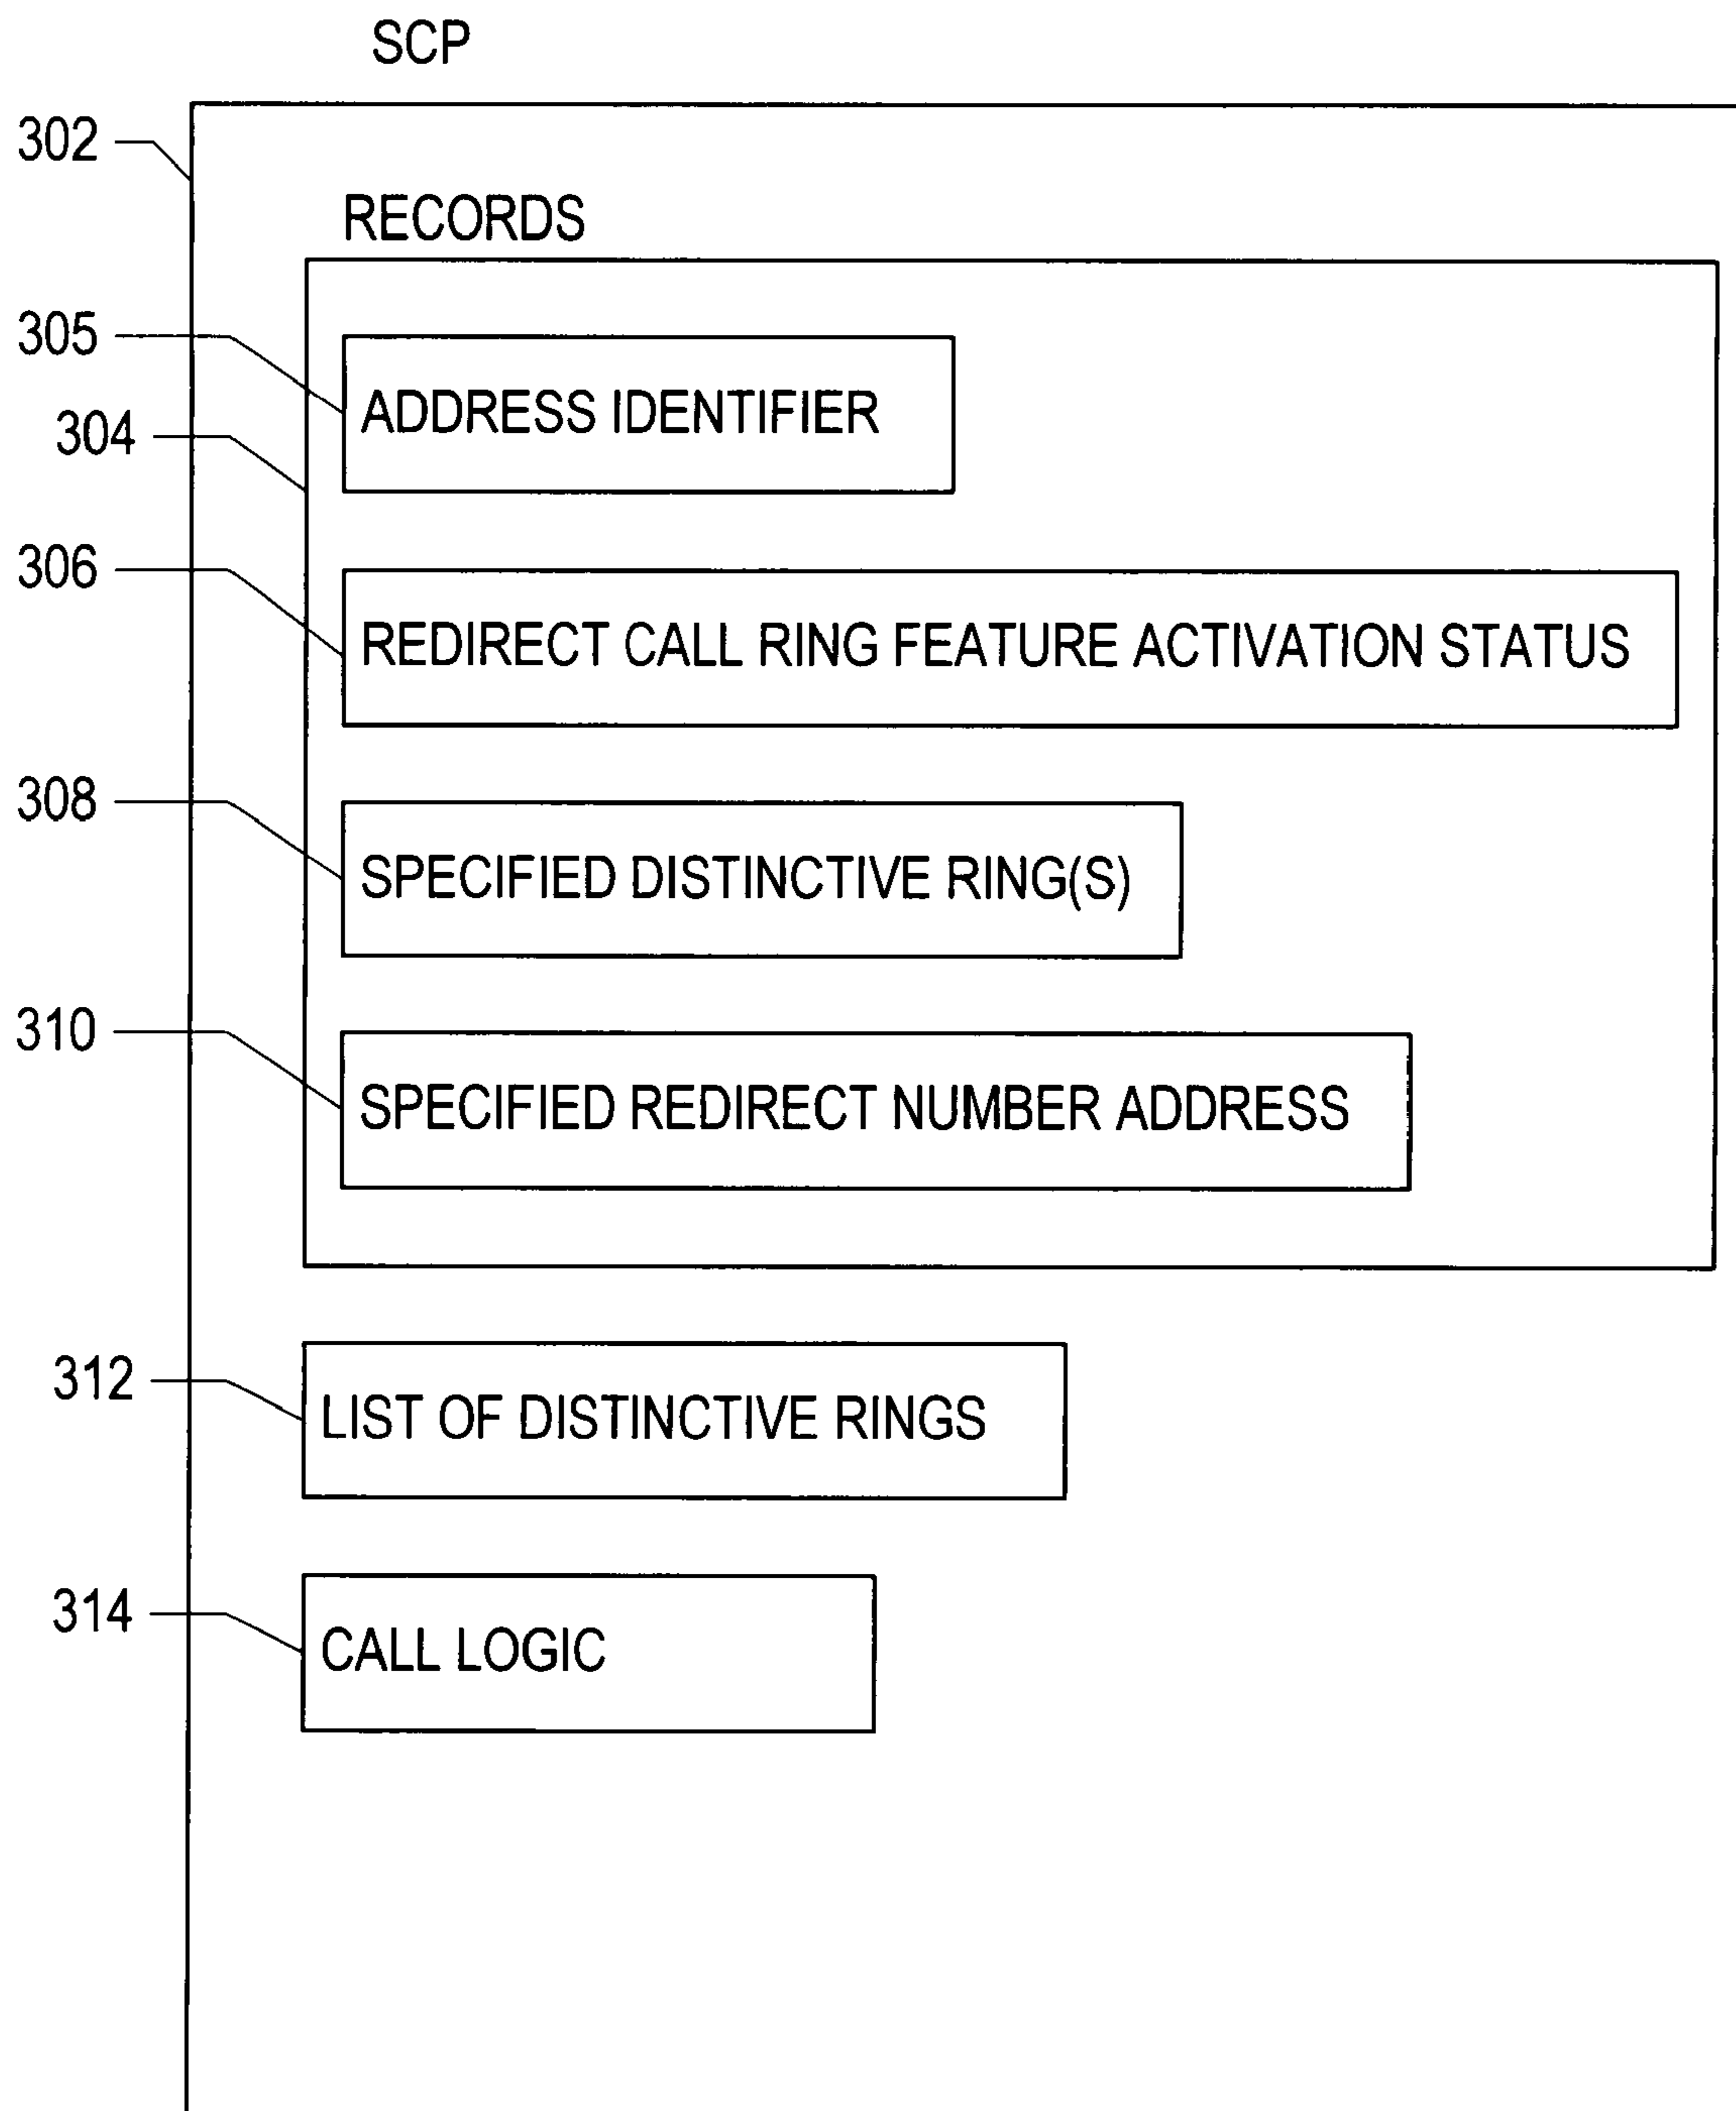 SCP
302
RECORDS
305
ADDRESS IDENTIFIER
304
306
REDIRECT CALL RING FEATURE ACTIVATION STATUS
308
SPECIFIED DISTINCTIVE RING(S)
310
SPECIFIED REDIRECT NUMBER ADDRESS
312
LIST OF DISTINCTIVE RINGS
314
CALL LOGIC